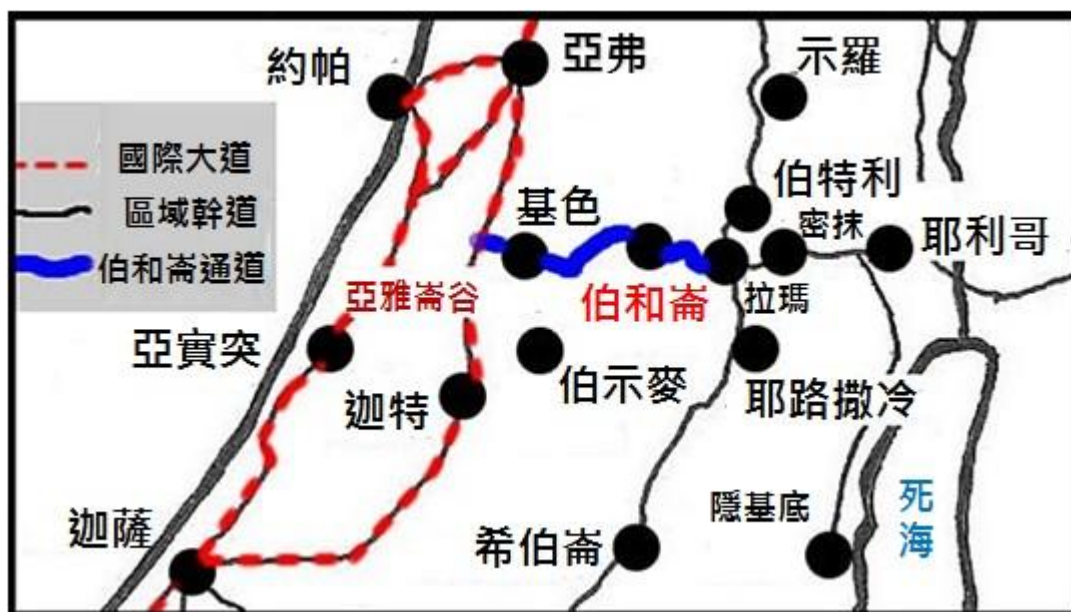 約帕
亞弗
示羅
國際大道
區域幹道
伯和崙通道
伯特利
基色
密抹
耶利哥
亞雅崙谷
伯和崙
拉瑪
亞實突
伯示麥
耶路撒冷
迦特
死海
隱基底
迦薩
希伯崙